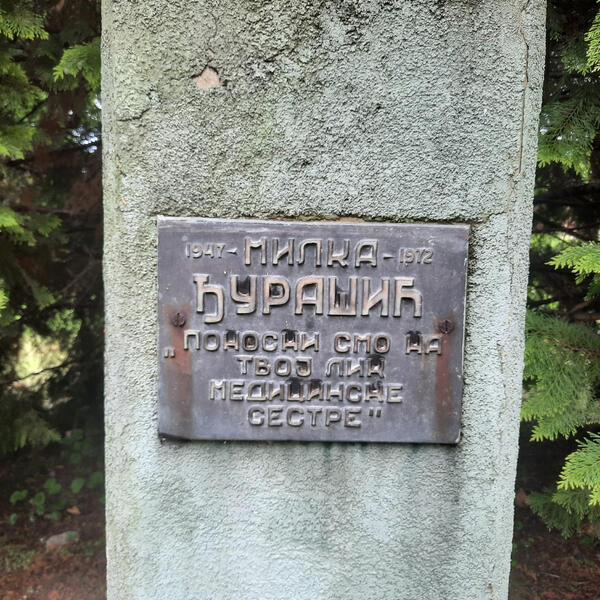 1947- МИЛКА -1972
ЂУРАШИЋ
„ПОНОСНИ СМО НА
ТВОЈ ЛИК
МЕДИЦИНСКЕ
СЕСТРЕ"